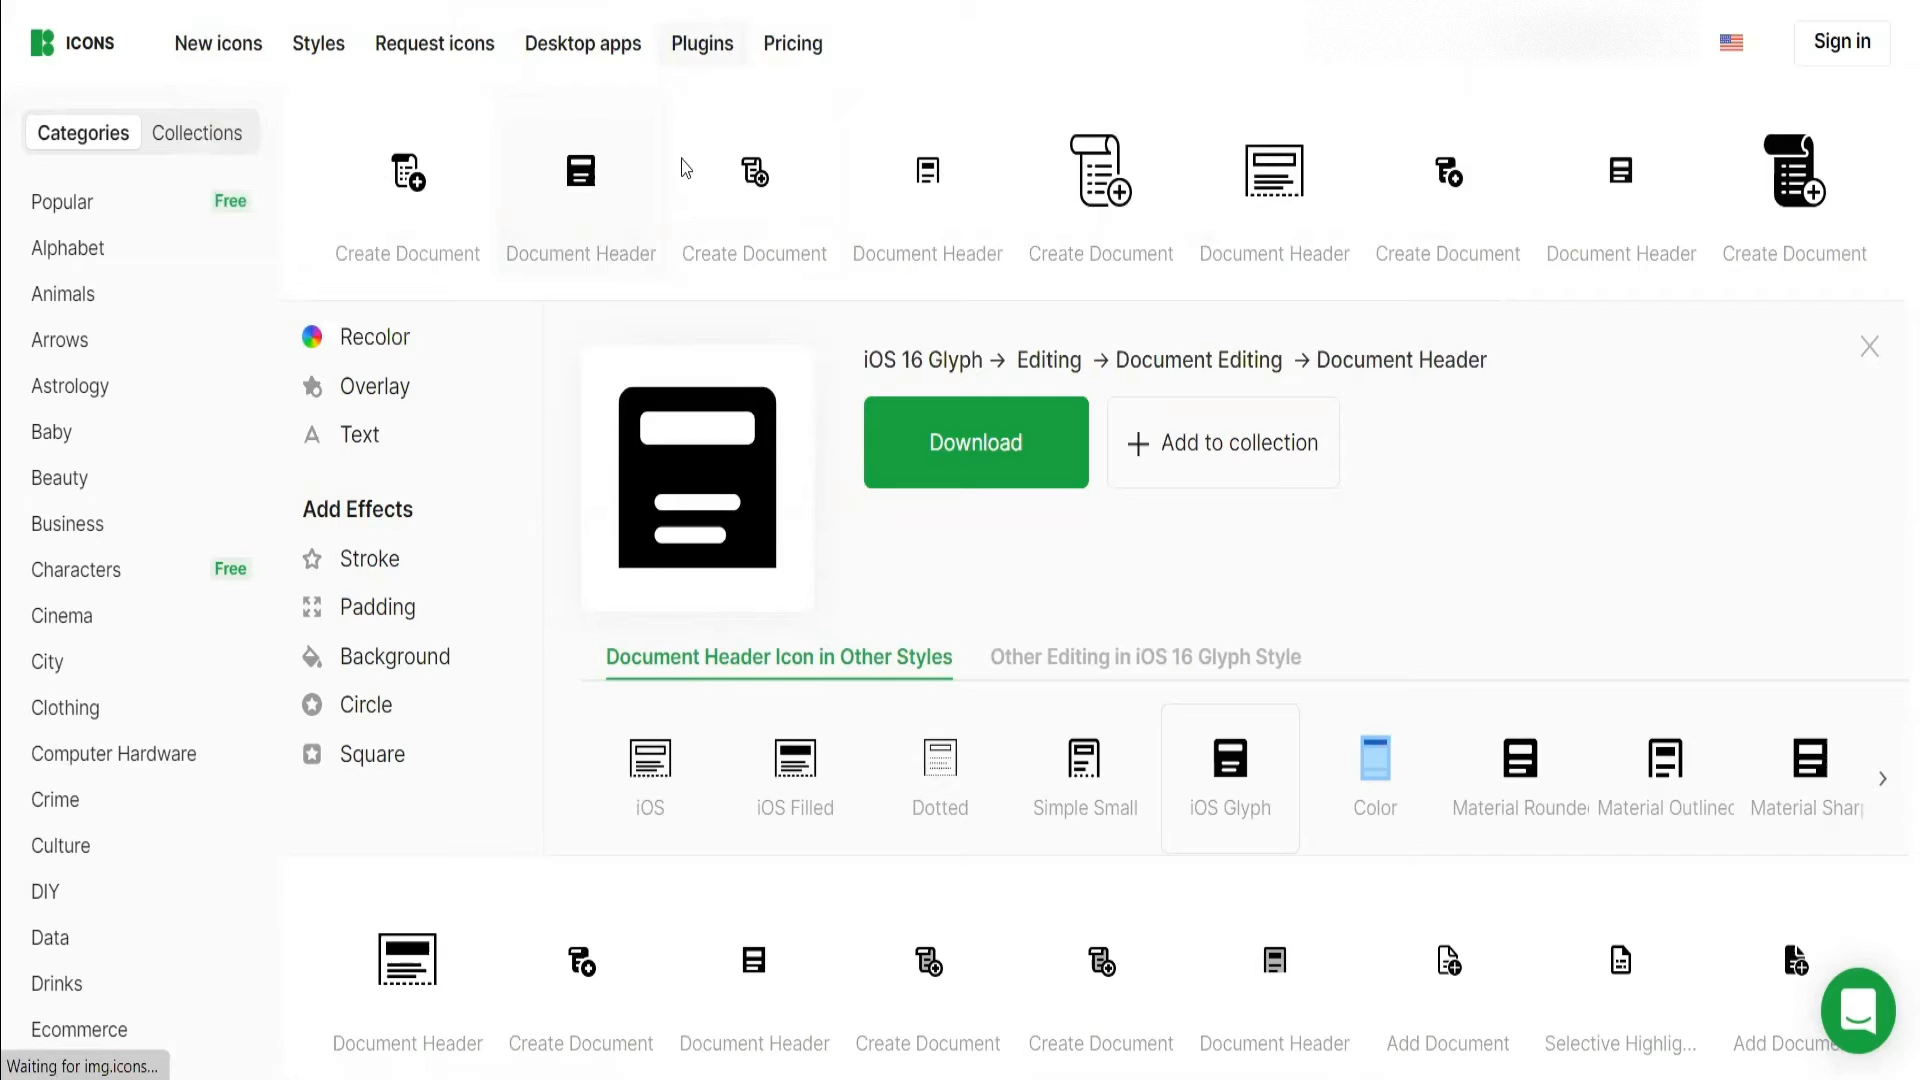 ICONS
New icons
Styles
Request icons
Desktop apps
Plugins
Pricing
Sign in
Categories
Collections
Popular
Free
Alphabet
Animals
Arrows
Astrology
Baby
Beauty
Business
Characters
Free
Cinema
City
Clothing
Computer Hardware
Crime
Culture
DIY
Data
Drinks
Ecommerce
Waiting for img.icons...
Create Document
Document Header
Create Document
Document Header
Create Document
Document Header
Create Document
Document Header
Create Document
Recolor
Overlay
Text
Add Effects
Stroke
Padding
Background
Circle
Square
iOS 16 Glyph → Editing → Document Editing → Document Header
Download
+ Add to collection
Document Header Icon in Other Styles
Other Editing in iOS 16 Glyph Style
iOS
iOS Filled
Dotted
Simple Small
iOS Glyph
Color
Material Rounde
Material Outlined
Material Shar
Document Header
Create Document
Document Header
Create Document
Create Document
Document Header
Add Document
Selective Highlig...
Add Docume